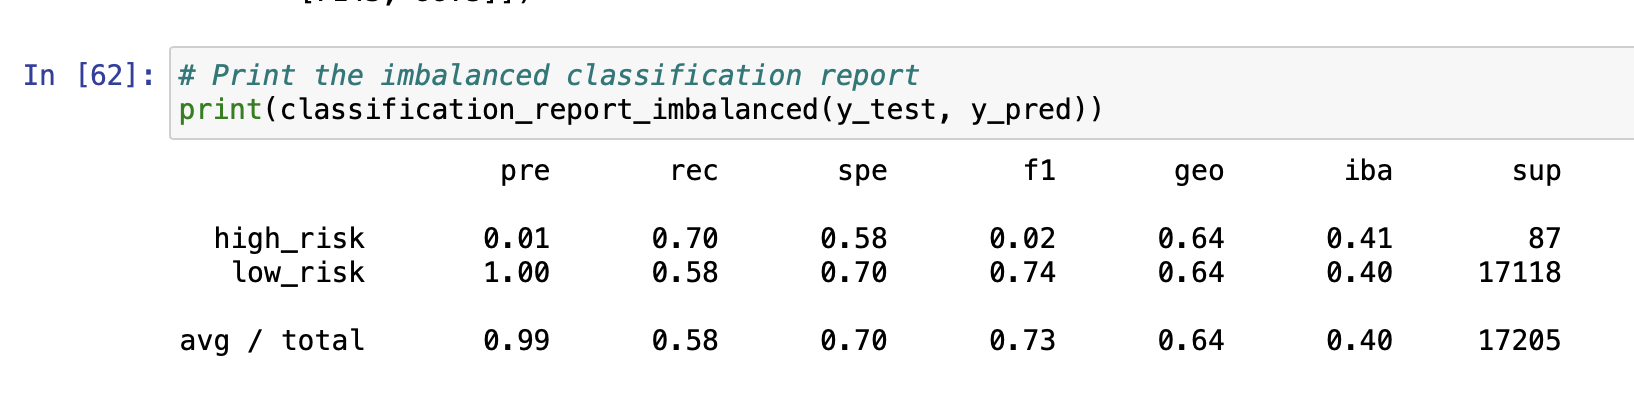 In [62]: # Print the imbalanced classification report
print(classification_report_imbalanced(y_test, y_pred))
pre rec spe f1 geo iba sup
high_risk 0.01 0.70 0.58 0.02 0.64 0.41 87
low_risk 1.00 0.58 0.70 0.74 0.64 0.40 17118
avg / total 0.99 0.58 0.70 0.73 0.64 0.40 17205